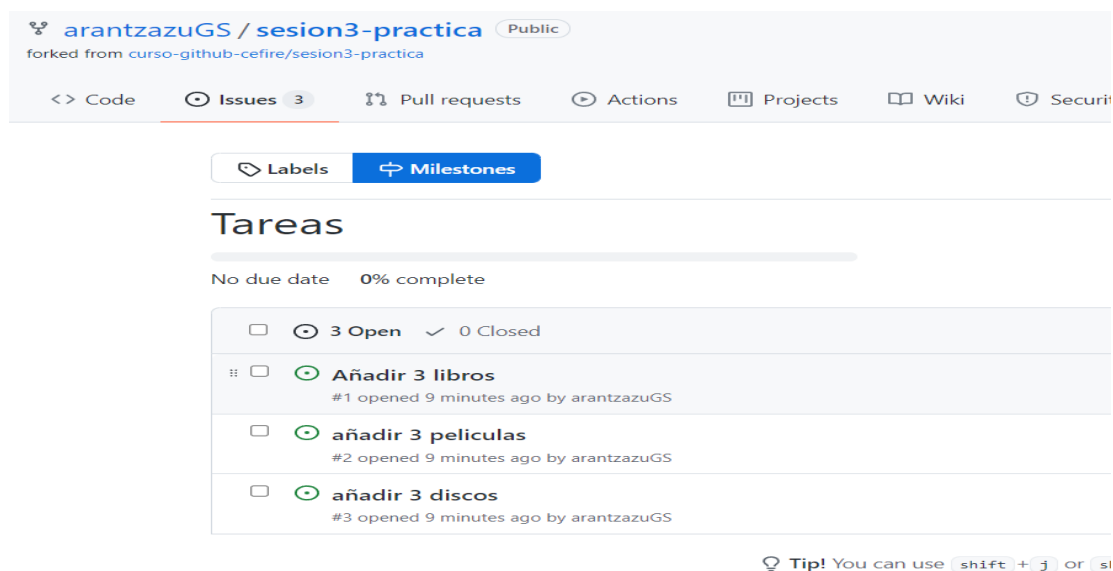 arantzazuGS / sesion3-practica Public
forked from curso-github-cefire/sesion3-practica
<> Code Issues 3 Pull requests Actions Projects Wiki
Labels Milestones
Tareas
No due date 0% complete
3 Open 0 Closed
Añadir 3 libros
#1 opened 9 minutes ago by arantzazuGS
añadir 3 peliculas
#2 opened 9 minutes ago by arantzazuGS
añadir 3 discos
#3 opened 9 minutes ago by arantzazuGS
Tip! You can use shift + j or